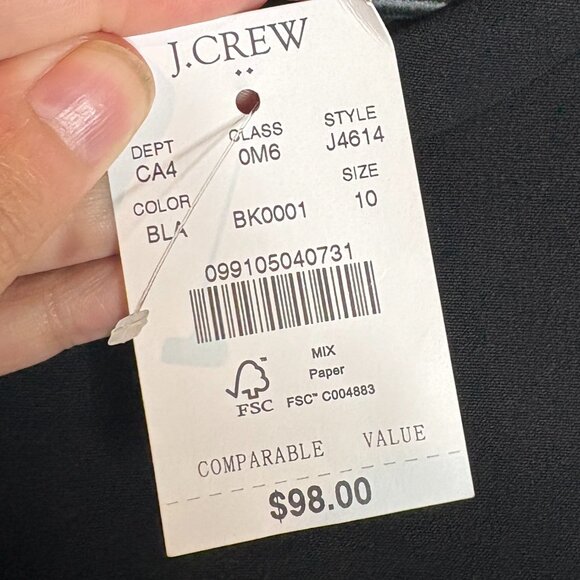 J.CREW
DEPT CLASS STYLE
CA4 0M6 J4614
COLOR SIZE
BLA BK0001 10
099105040731
MIX
Paper
FSC FSC™ C004883
COMPARABLE VALUE
$98.00